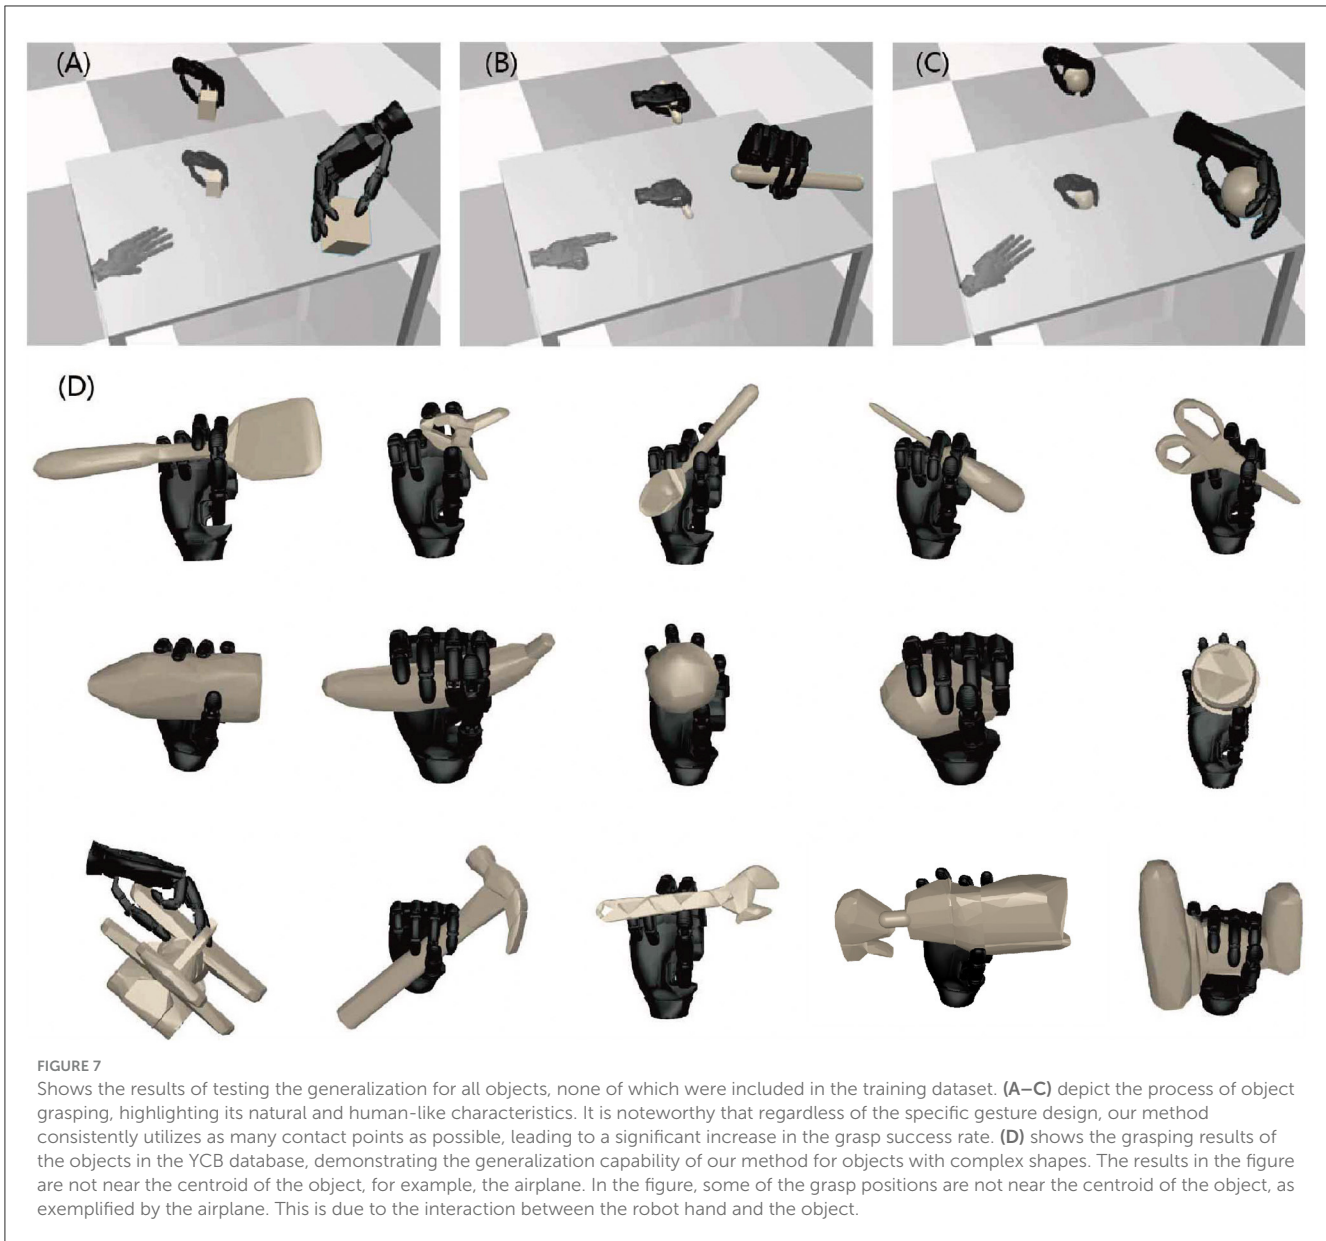 (A)
(B)
(C)
(D)
FIGURE 7
Shows the results of testing the generalization for all objects, none of which were included in the training dataset. (A–C) depict the process of object
grasping, highlighting its natural and human-like characteristics. It is noteworthy that regardless of the specific gesture design, our method
consistently utilizes as many contact points as possible, leading to a significant increase in the grasp success rate. (D) shows the grasping results of
the objects in the YCB database, demonstrating the generalization capability of our method for objects with complex shapes. The results in the figure
are not near the centroid of the object, for example, the airplane. In the figure, some of the grasp positions are not near the centroid of the object, as
exemplified by the airplane. This is due to the interaction between the robot hand and the object.